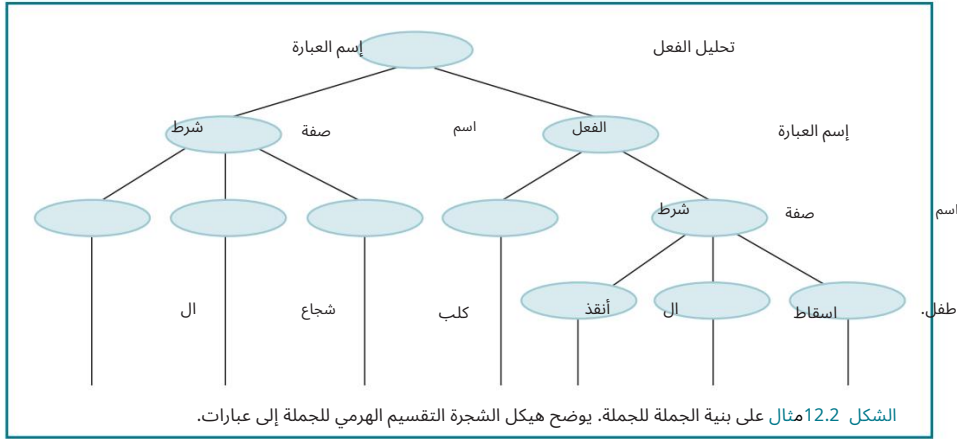 تحليل الفعل إسم العبارة
إسم العبارة الفعل اسم صفة شرط
اسم صفة شرط
طفل. اسقاط ال أنقذ كلب شجاع ال
الشكل 12.2مثال على بنية الجملة للجملة. يوضح هيكل الشجرة التقسيم الهرمي للجملة إلى عبارات.